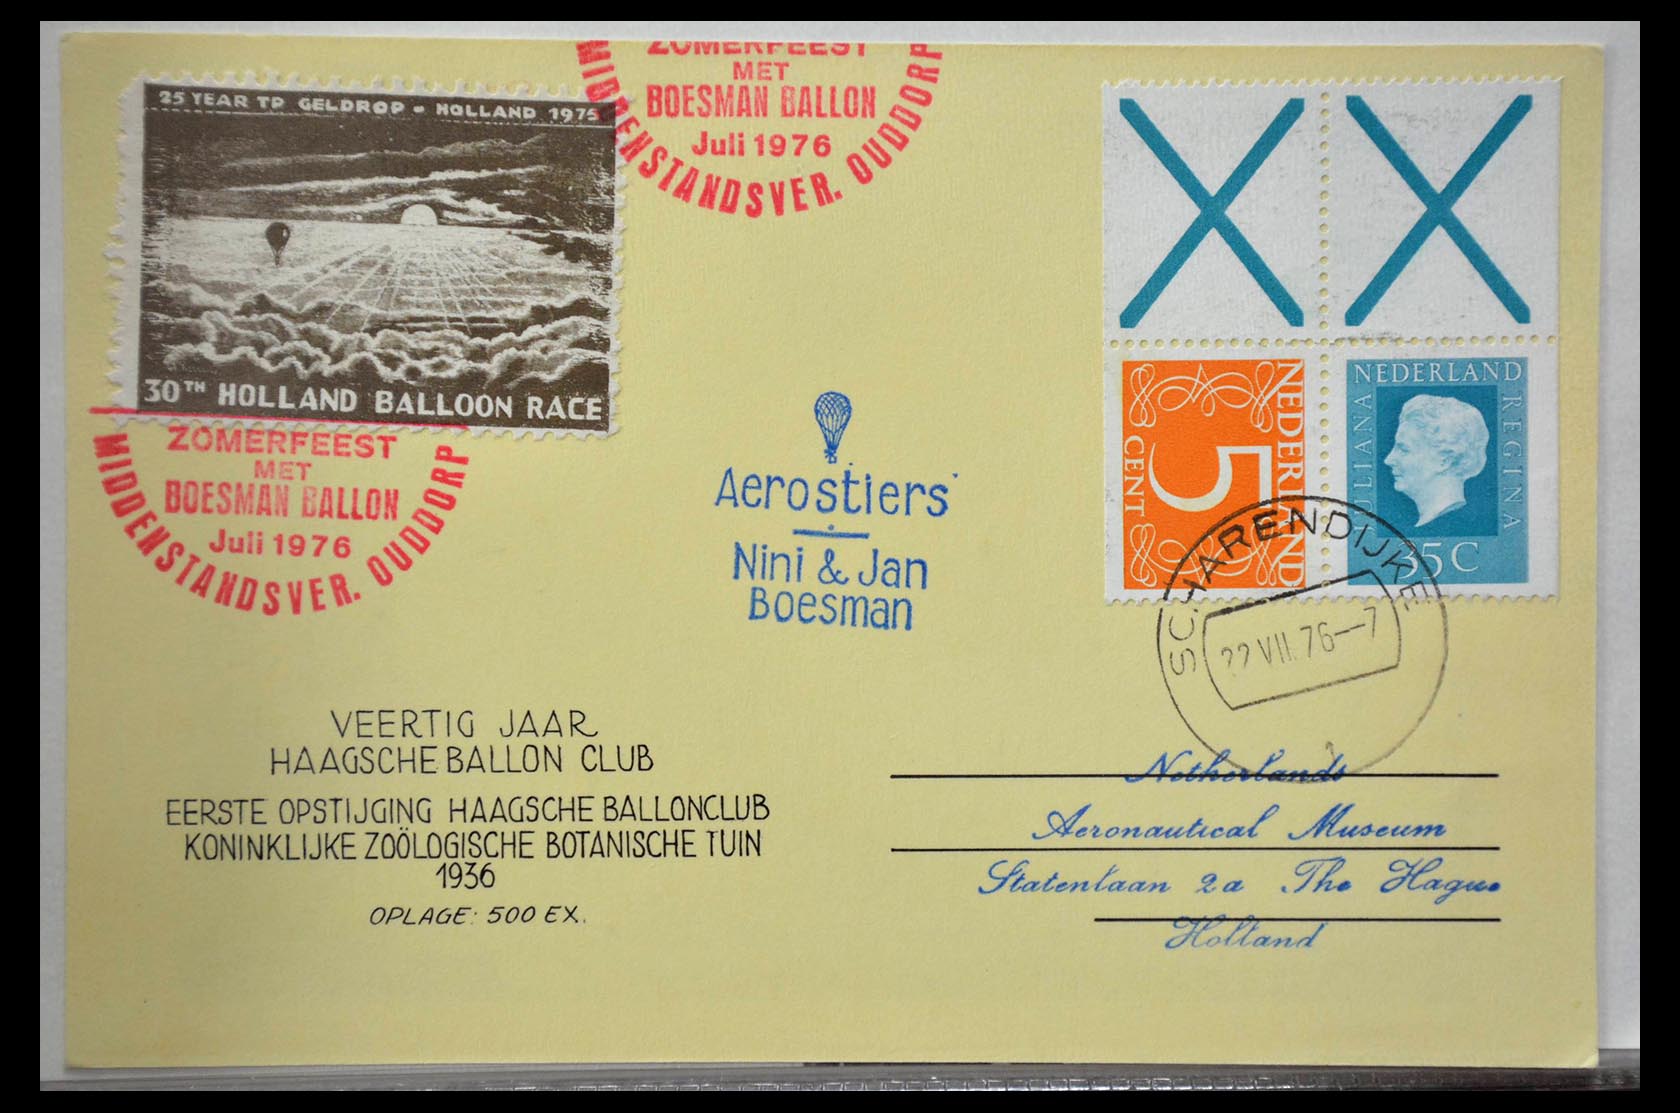 25 YEAR TP GELDROP - HOLLAND 1975
30TH HOLLAND BALLOON RACE
ZOMERFEEST
MET
BOESMAN BALLON
Juli 1976
MIDDENSTANDSVER. OUDDORP
ZOMERFEEST
MET
BOESMAN BALLON
Juli 1976
MIDDENSTANDSVER. OUDDORP
Aerostiers
Nini & Jan
Boesman
NEDERLAND
5
CENT
NEDERLAND
JULIANA
REGINA
35C
SCHARENDIJKE
22 VII. 76-7
VEERTIG JAAR
HAAGSCHE BALLON CLUB
EERSTE OPSTIJGING HAAGSCHE BALLONCLUB
KONINKLIJKE ZOÖLOGISCHE BOTANISCHE TUIN
1936
OPLAGE: 500 EX.
Netherlands
Aeronautical Museum
Statenlaan 2a The Hague
Holland